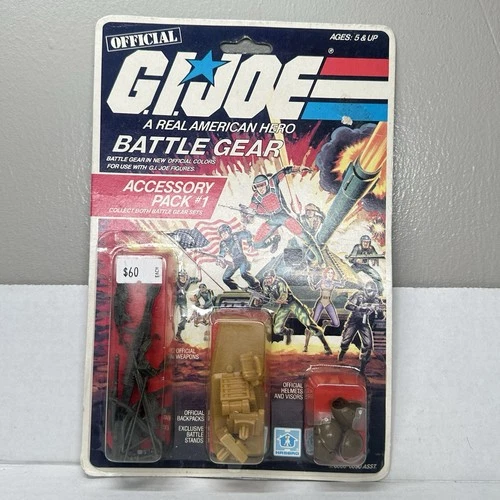 OFFICIAL
AGES: 5 & UP
G.I.JOE
®
A REAL AMERICAN HERO
BATTLE GEAR
BATTLE GEAR IN NEW OFFICIAL COLORS
FOR USE WITH G.I. JOE FIGURES.
ACCESSORY
PACK #1
COLLECT BOTH BATTLE GEAR SETS
$60
OFFICIAL
WEAPONS
OFFICIAL
BACKPACKS
EXCLUSIVE
BATTLE
STANDS
OFFICIAL
HELMETS
AND VISORS
HASBRO
ASST.